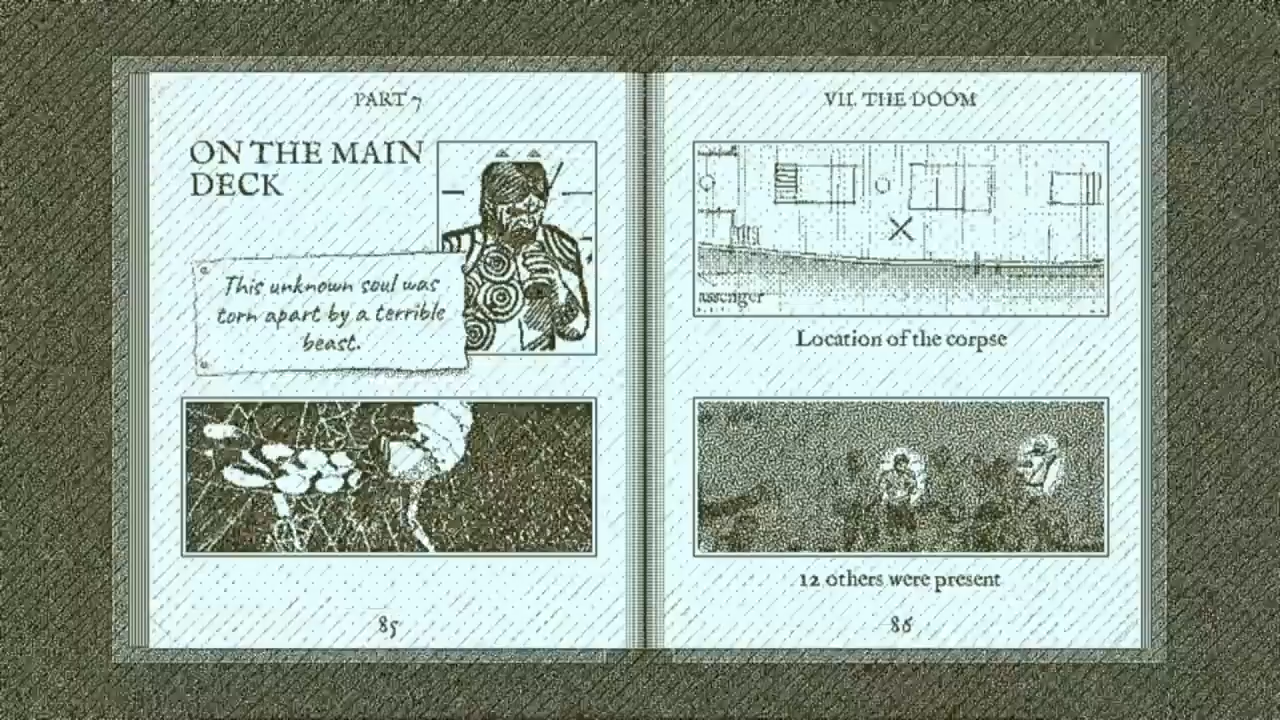 PART 7
ON THE MAIN
DECK
This unknown soul was
torn apart by a terrible
beast.
85
VII. THE DOOM
assenger
Location of the corpse
12 others were present
86